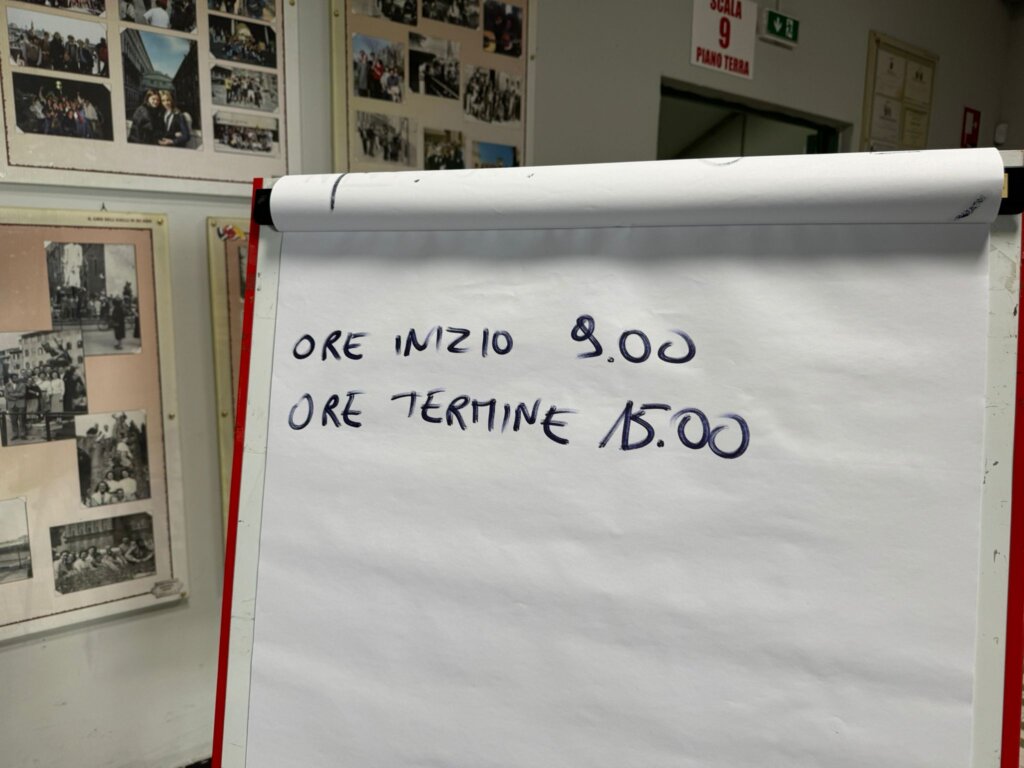 SCALA
9
PIANO TERRA
ORE INIZIO 9.00
ORE TERMINE 15.00